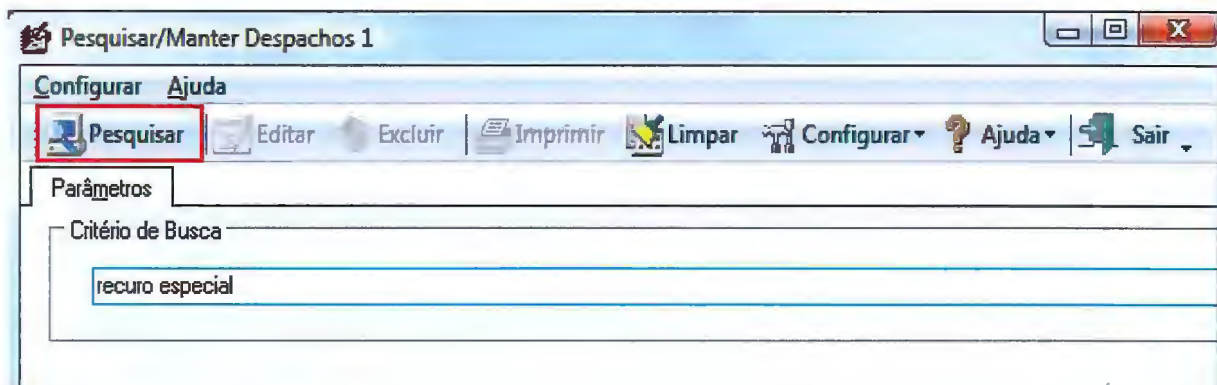 Pesquisar/Manter Despachos 1
Configurar Ajuda
Pesquisar Editar Excluir Imprimir Limpar Configurar Ajuda Sair
Parâmetros
Critério de Busca
recuro especial